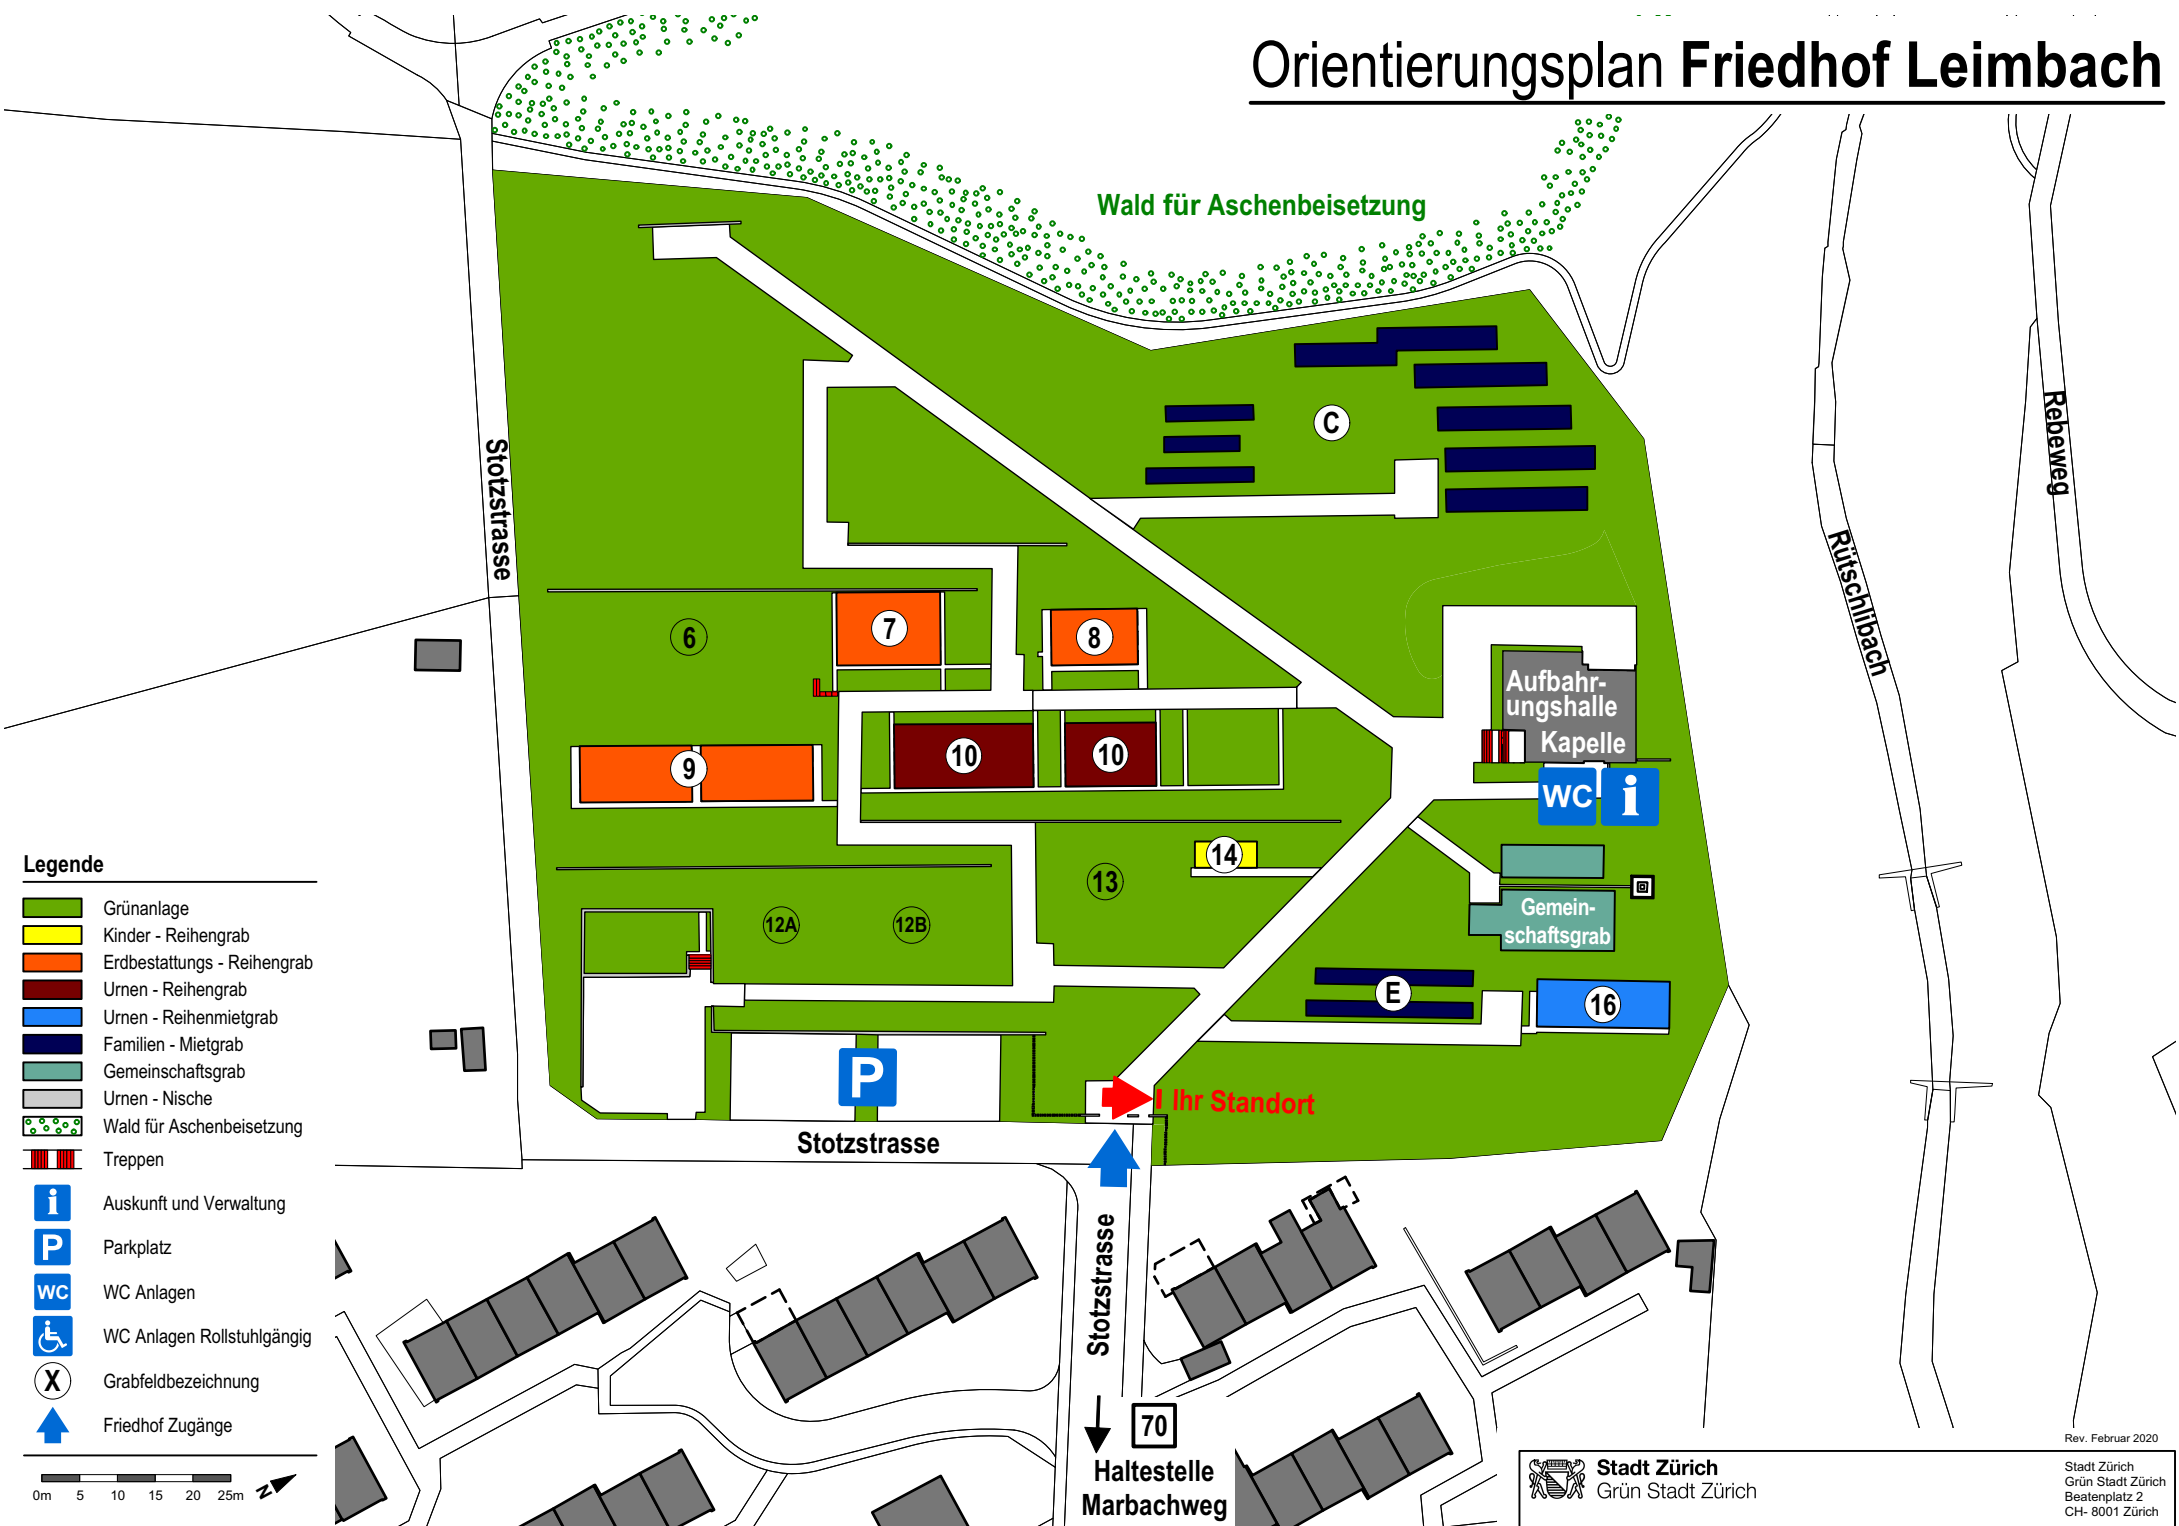 Orientierungsplan Friedhof Leimbach
Wald für Aschenbeisetzung
Stotzstrasse
C
Rebeweg
Rütschlibach
6
7
8
9
10
10
Aufbahr-
ungshalle
Kapelle
WC
i
14
13
12A
12B
Gemein-
schaftsgrab
E
16
P
Ihr Standort
Stotzstrasse
Stotzstrasse
70
Haltestelle
Marbachweg
Legende
Grünanlage
Kinder - Reihengrab
Erdbestattungs - Reihengrab
Urnen - Reihengrab
Urnen - Reihenmietgrab
Familien - Mietgrab
Gemeinschaftsgrab
Urnen - Nische
Wald für Aschenbeisetzung
Treppen
i Auskunft und Verwaltung
P Parkplatz
WC WC Anlagen
WC Anlagen Rollstuhlgängig
X Grabfeldbezeichnung
Friedhof Zugänge
0m 5 10 15 20 25m N
Rev. Februar 2020
Stadt Zürich
Grün Stadt Zürich
Stadt Zürich
Grün Stadt Zürich
Beatenplatz 2
CH- 8001 Zürich